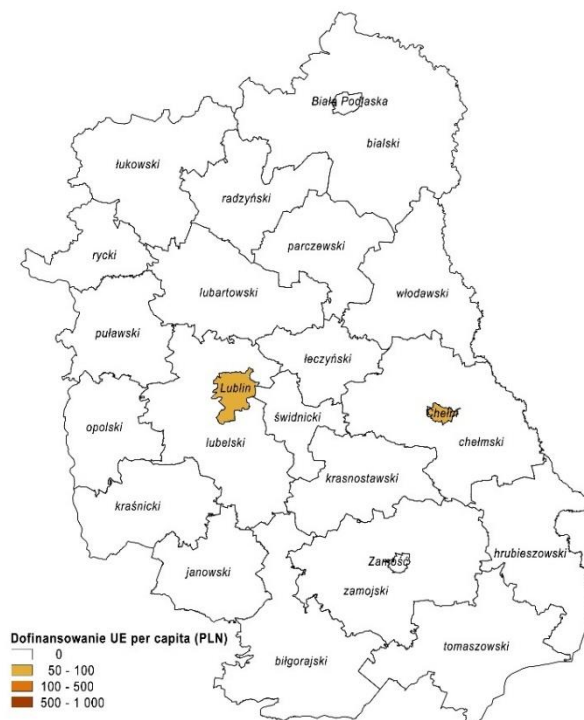 Biała Podlaska
bialski
łukowski
radzyński
rycki
parczewski
lubartowski
włodawski
puławski
łęczyński
Lublin
świdnicki
Chełm
opolski
lubelski
chełmski
krasnostawski
kraśnicki
hrubieszowski
Zamość
janowski
zamojski
Dofinansowanie UE per capita (PLN)
0
50 - 100
100 - 500
500 - 1 000
biłgorajski
tomaszowski